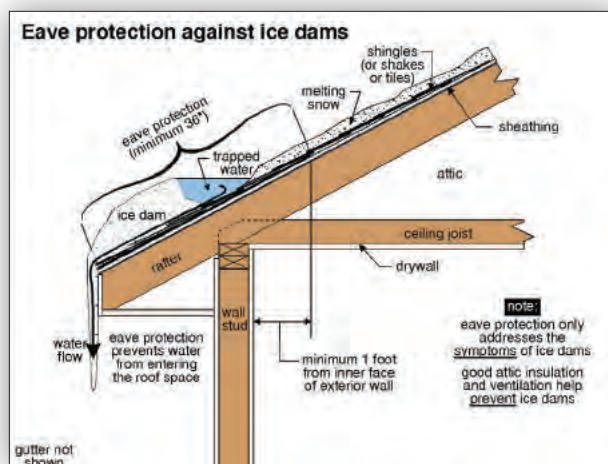 Eave protection against ice dams
shingles
(or shakes
or tiles)
melting
snow
sheathing
eave protection
(minimum 36")
trapped
water
attic
ice dam
ceiling joist
rafter
drywall
wall
stud
note:
eave protection only
addresses the
symptoms of ice dams
good attic insulation
and ventilation help
prevent ice dams
water
flow
eave protection
prevents water
from entering
the roof space
minimum 1 foot
from inner face
of exterior wall
gutter not
shown